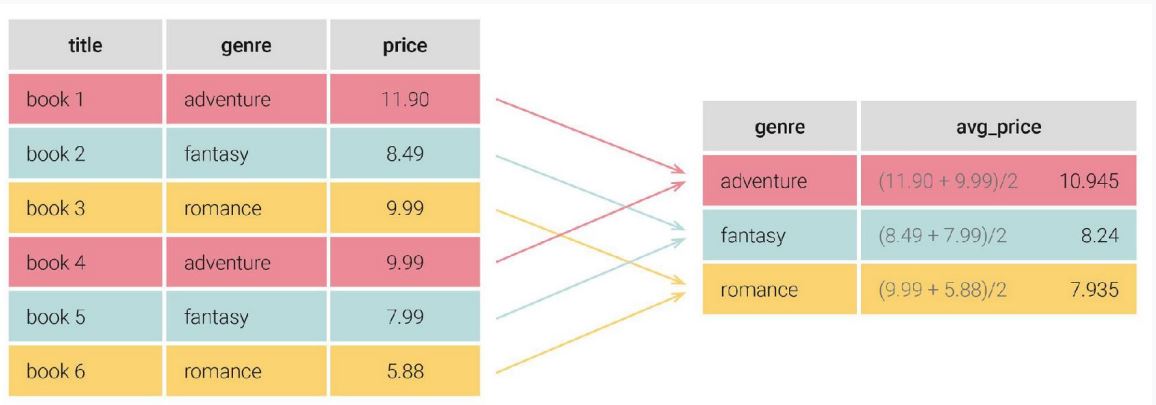 title genre price
book 1 adventure 11.90
book 2 fantasy 8.49
book 3 romance 9.99
book 4 adventure 9.99
book 5 fantasy 7.99
book 6 romance 5.88
genre avg_price
adventure (11.90 + 9.99)/2 10.945
fantasy (8.49 + 7.99)/2 8.24
romance (9.99 + 5.88)/2 7.935